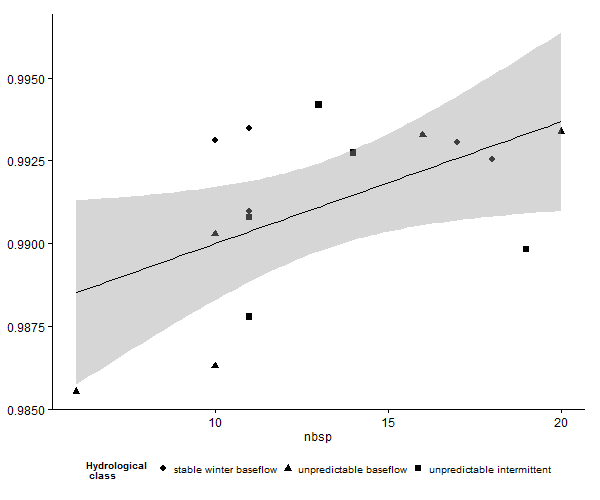 0.9950
0.9925
0.9900
0.9875
0.9850
10 15 20
nbsp
Hydrological
class
stable winter baseflow unpredictable baseflow unpredictable intermittent